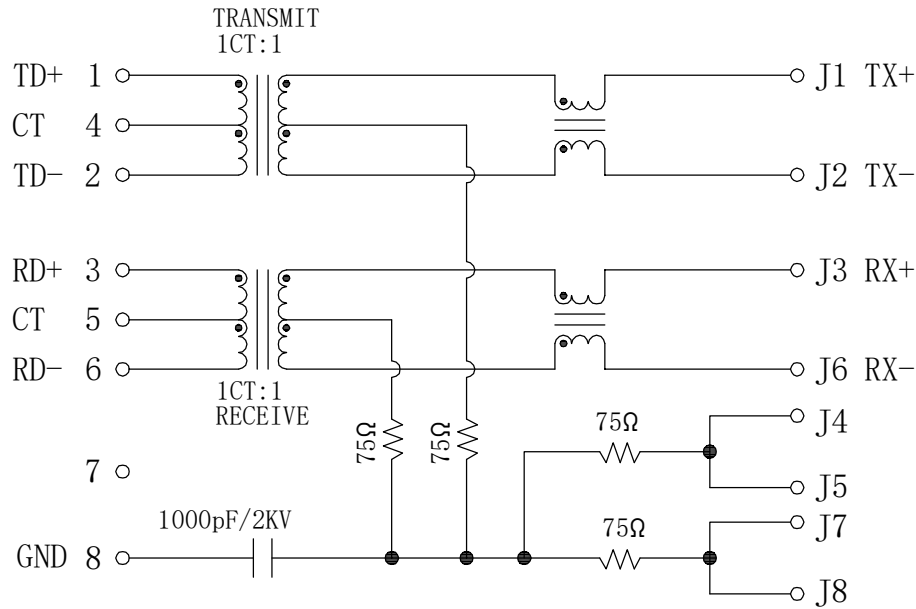 TRANSMIT
1CT:1
TD+ 1
J1 TX+
CT 4
TD- 2
J2 TX-
RD+ 3
J3 RX+
CT 5
RD- 6
J6 RX-
1CT:1
RECEIVE
75Ω
75Ω
75Ω
J4
7
J5
1000pF/2KV
75Ω
J7
GND 8
J8